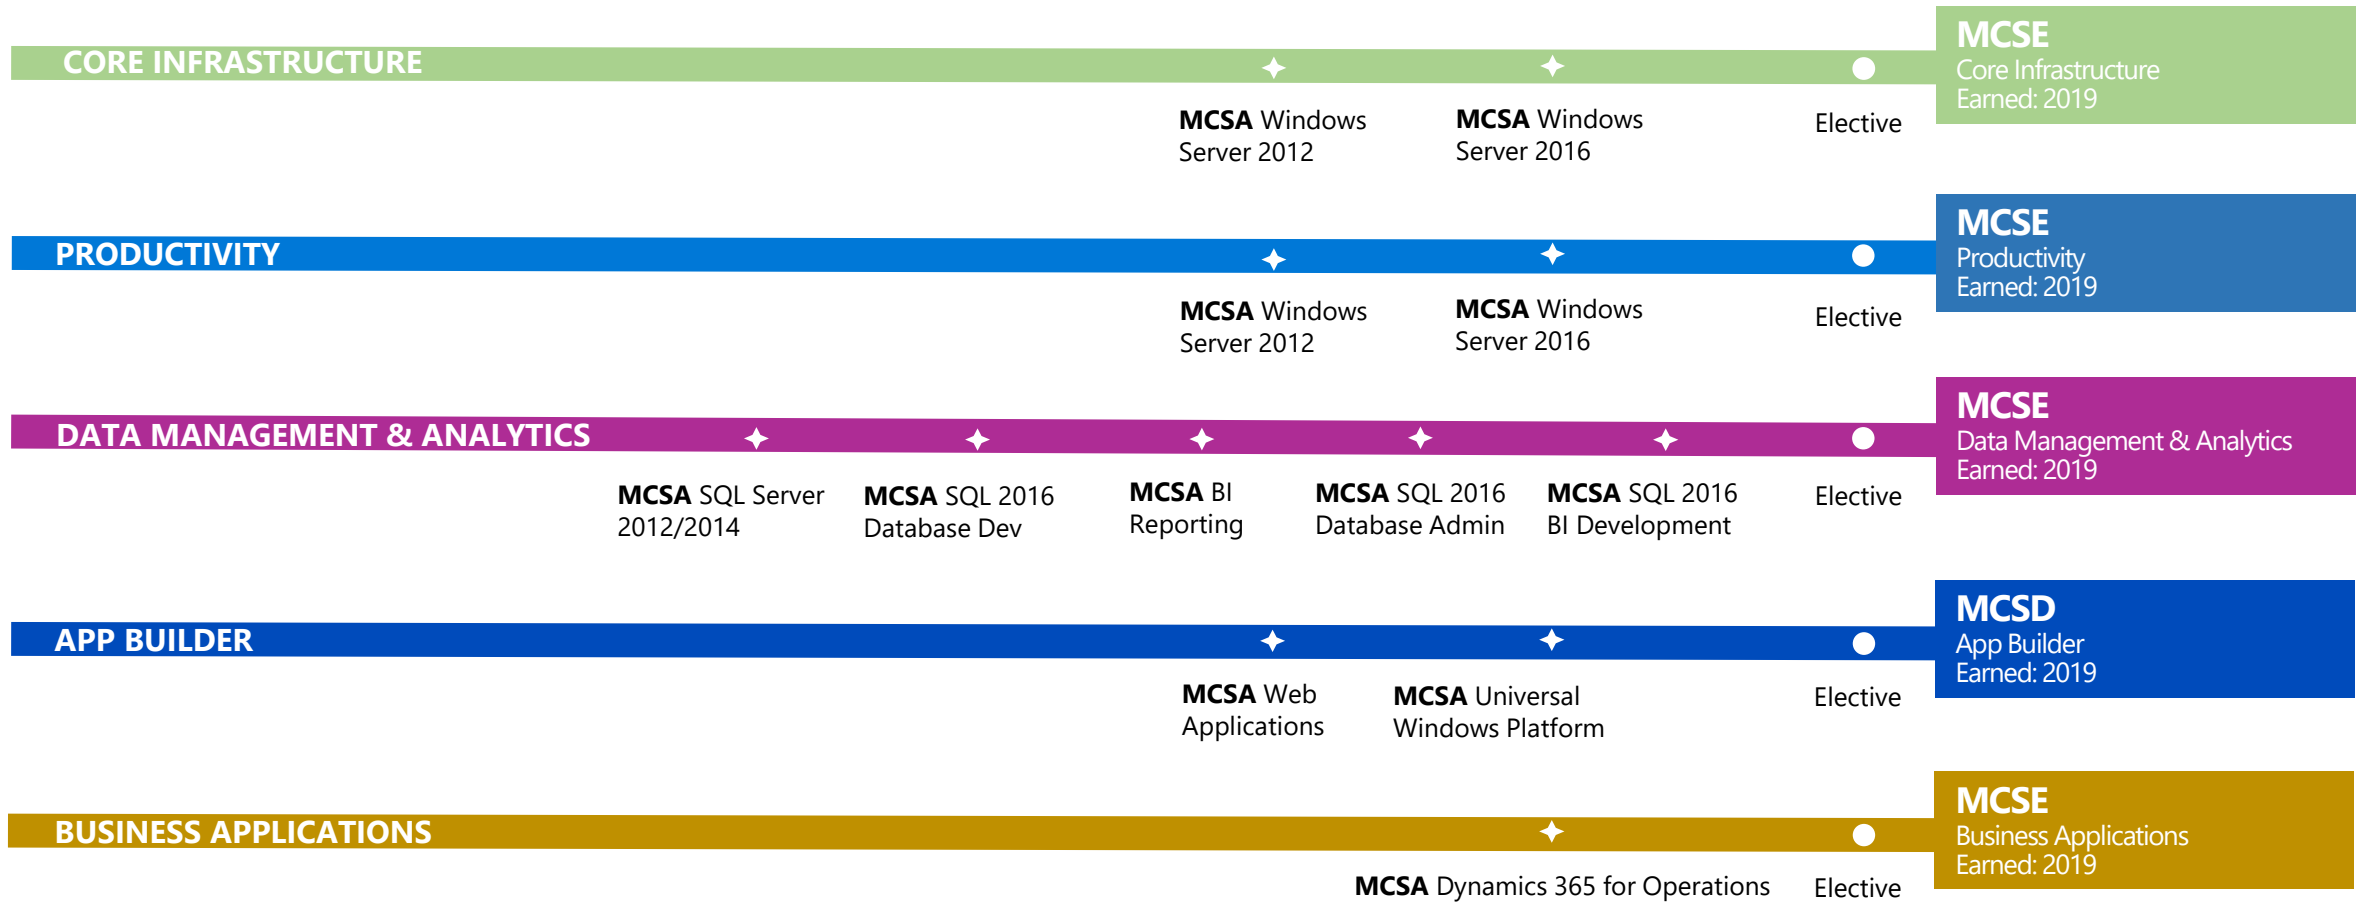 CORE INFRASTRUCTURE
MCSE
Core Infrastructure
Earned: 2019
MCSA Windows
Server 2012
MCSA Windows
Server 2016
Elective
PRODUCTIVITY
MCSE
Productivity
Earned: 2019
MCSA Windows
Server 2012
MCSA Windows
Server 2016
Elective
DATA MANAGEMENT & ANALYTICS
MCSE
Data Management & Analytics
Earned: 2019
MCSA SQL Server
2012/2014
MCSA SQL 2016
Database Dev
MCSA BI
Reporting
MCSA SQL 2016
Database Admin
MCSA SQL 2016
BI Development
Elective
APP BUILDER
MCSD
App Builder
Earned: 2019
MCSA Web
Applications
MCSA Universal
Windows Platform
Elective
BUSINESS APPLICATIONS
MCSE
Business Applications
Earned: 2019
MCSA Dynamics 365 for Operations
Elective